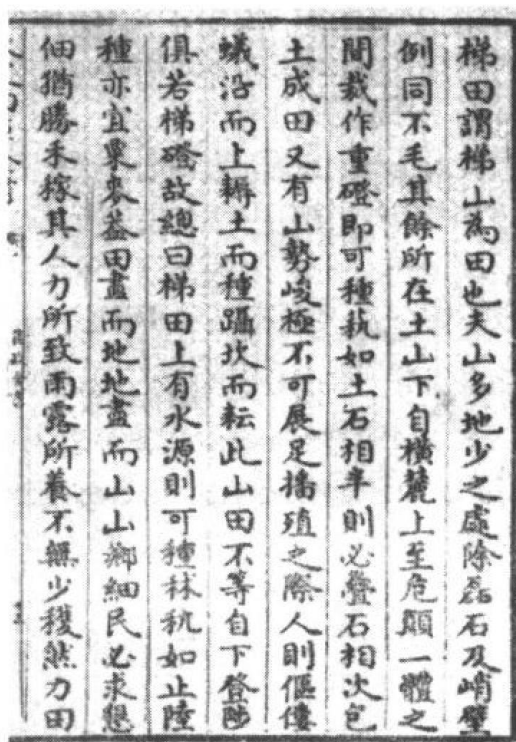 梯田謂梯山為田也夫山多地少之處除磊石及峭壁
例同不毛其餘所在土山下自橫麓上至危顛一體之
間裁作重磴即可種蓺如土石相半則必疊石相次包
土成田又有山勢峻極不可展足播殖之際人則傴僂
蟻沿而上耨土而種躡坎而耘此山田不等自下登陟
俱若梯磴故總曰梯田上有水源則可種秫秔如止陸
種亦宜粟麥蓋田盡而地地盡而山山鄉細民必求墾
佃猶勝禾稼其人力所致雨露所養不無少穫然力田